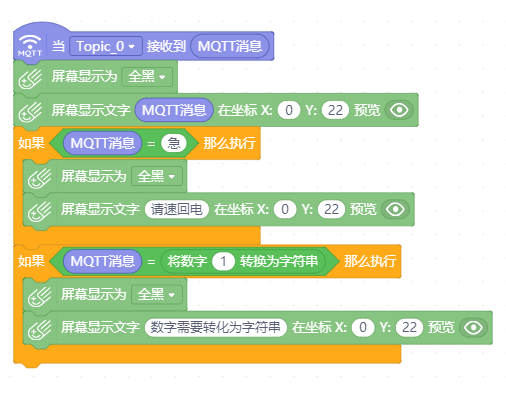 MQTT 当 Topic_0 接收到 MQTT消息
屏幕显示为 全黑
屏幕显示文字 MQTT消息 在坐标 X: 0 Y: 22 预览
如果 MQTT消息 = 急 那么执行
屏幕显示为 全黑
屏幕显示文字 请速回电 在坐标 X: 0 Y: 22 预览
如果 MQTT消息 = 将数字 1 转换为字符串 那么执行
屏幕显示为 全黑
屏幕显示文字 数字需要转化为字符串 在坐标 X: 0 Y: 22 预览